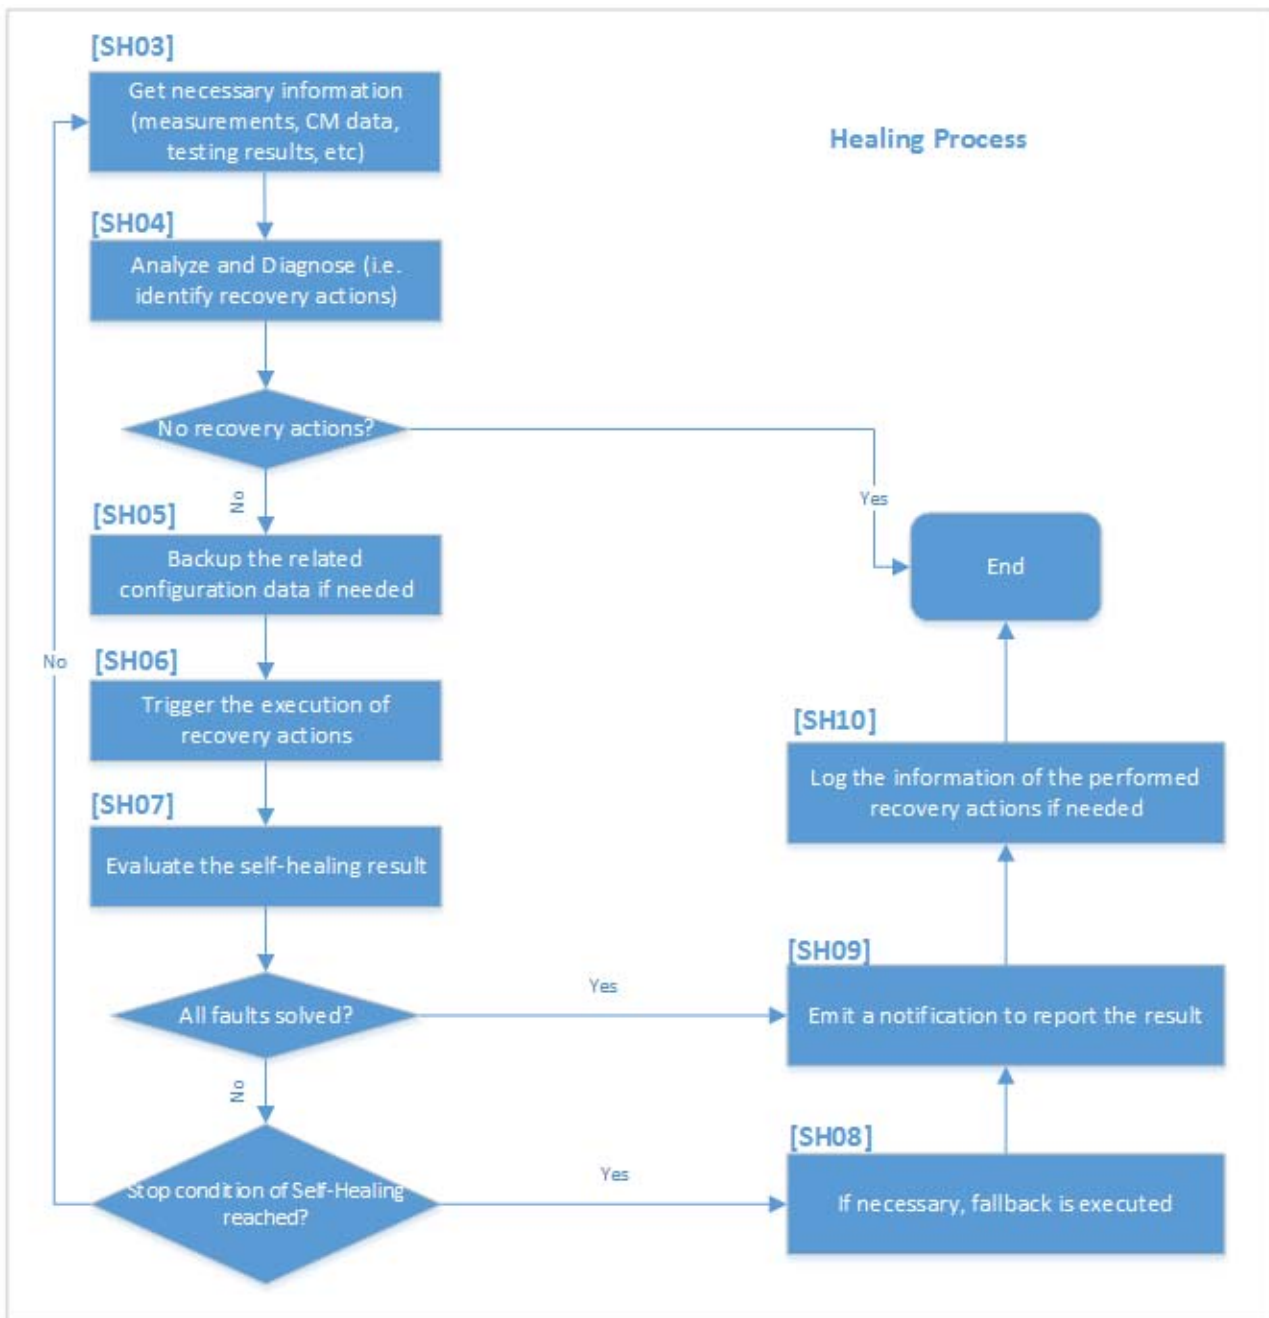 [SH03]
Get necessary information
(measurements, CM data,
testing results, etc)
Healing Process
[SH04]
Analyze and Diagnose (i.e.
identify recovery actions)
No recovery actions?
No
Yes
[SH05]
Backup the related
configuration data if needed
End
No
[SH06]
Trigger the execution of
recovery actions
[SH10]
Log the information of the performed
recovery actions if needed
[SH07]
Evaluate the self-healing result
[SH09]
Emit a notification to report the result
All faults solved?
Yes
No
[SH08]
If necessary, fallback is executed
Stop condition of Self-Healing
reached?
Yes